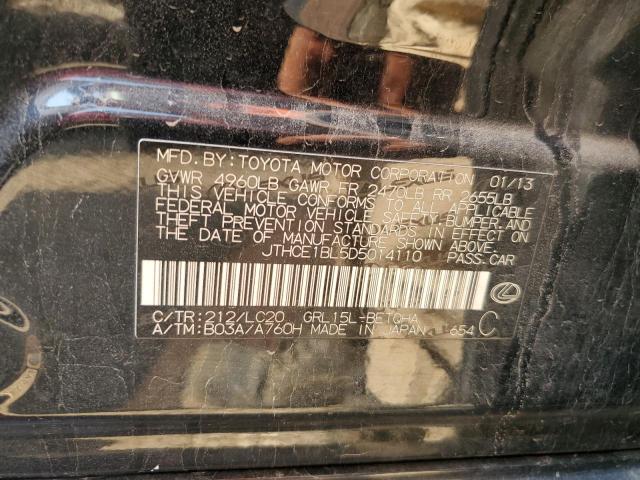 MFD. BY: TOYOTA MOTOR CORPORATION 01/13
GVWR 4960LB GAWR FR 2470LB RR 2655LB
THIS VEHICLE CONFORMS TO ALL APPLICABLE
FEDERAL MOTOR VEHICLE SAFETY, BUMPER, AND
THEFT PREVENTION STANDARDS IN EFFECT ON
THE DATE OF MANUFACTURE SHOWN ABOVE.
JTHCE1BL5D5014110 PASS.CAR
C/TR: 212/LC20 GRL15L-BETQHA
A/TM: B03A/A760H MADE IN JAPAN L654 C